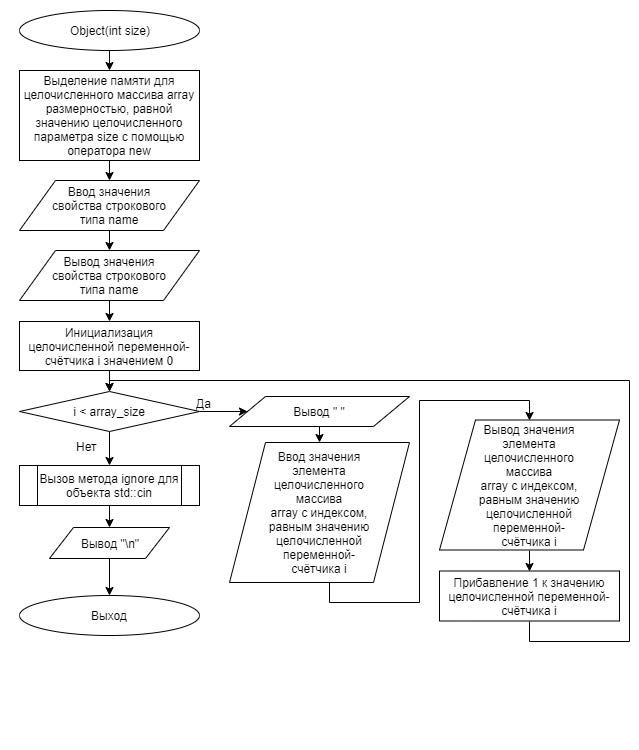 Object(int size)
Выделение памяти для
целочисленного массива array
размерностью, равной
значению целочисленного
параметра size с помощью
оператора new
Ввод значения
свойства строкового
типа name
Вывод значения
свойства строкового
типа name
Инициализация
целочисленной переменной-
счётчика i значением 0
i < array_size
Да
Нет
Вызов метода ignore для
объекта std::cin
Вывод "\n"
Выход
Вывод " "
Ввод значения
элемента
целочисленного
массива
array с индексом,
равным значению
целочисленной
переменной-
счётчика i
Вывод значения
элемента
целочисленного
массива
array с индексом,
равным значению
целочисленной
переменной-
счётчика i
Прибавление 1 к значению
целочисленной переменной-
счётчика i